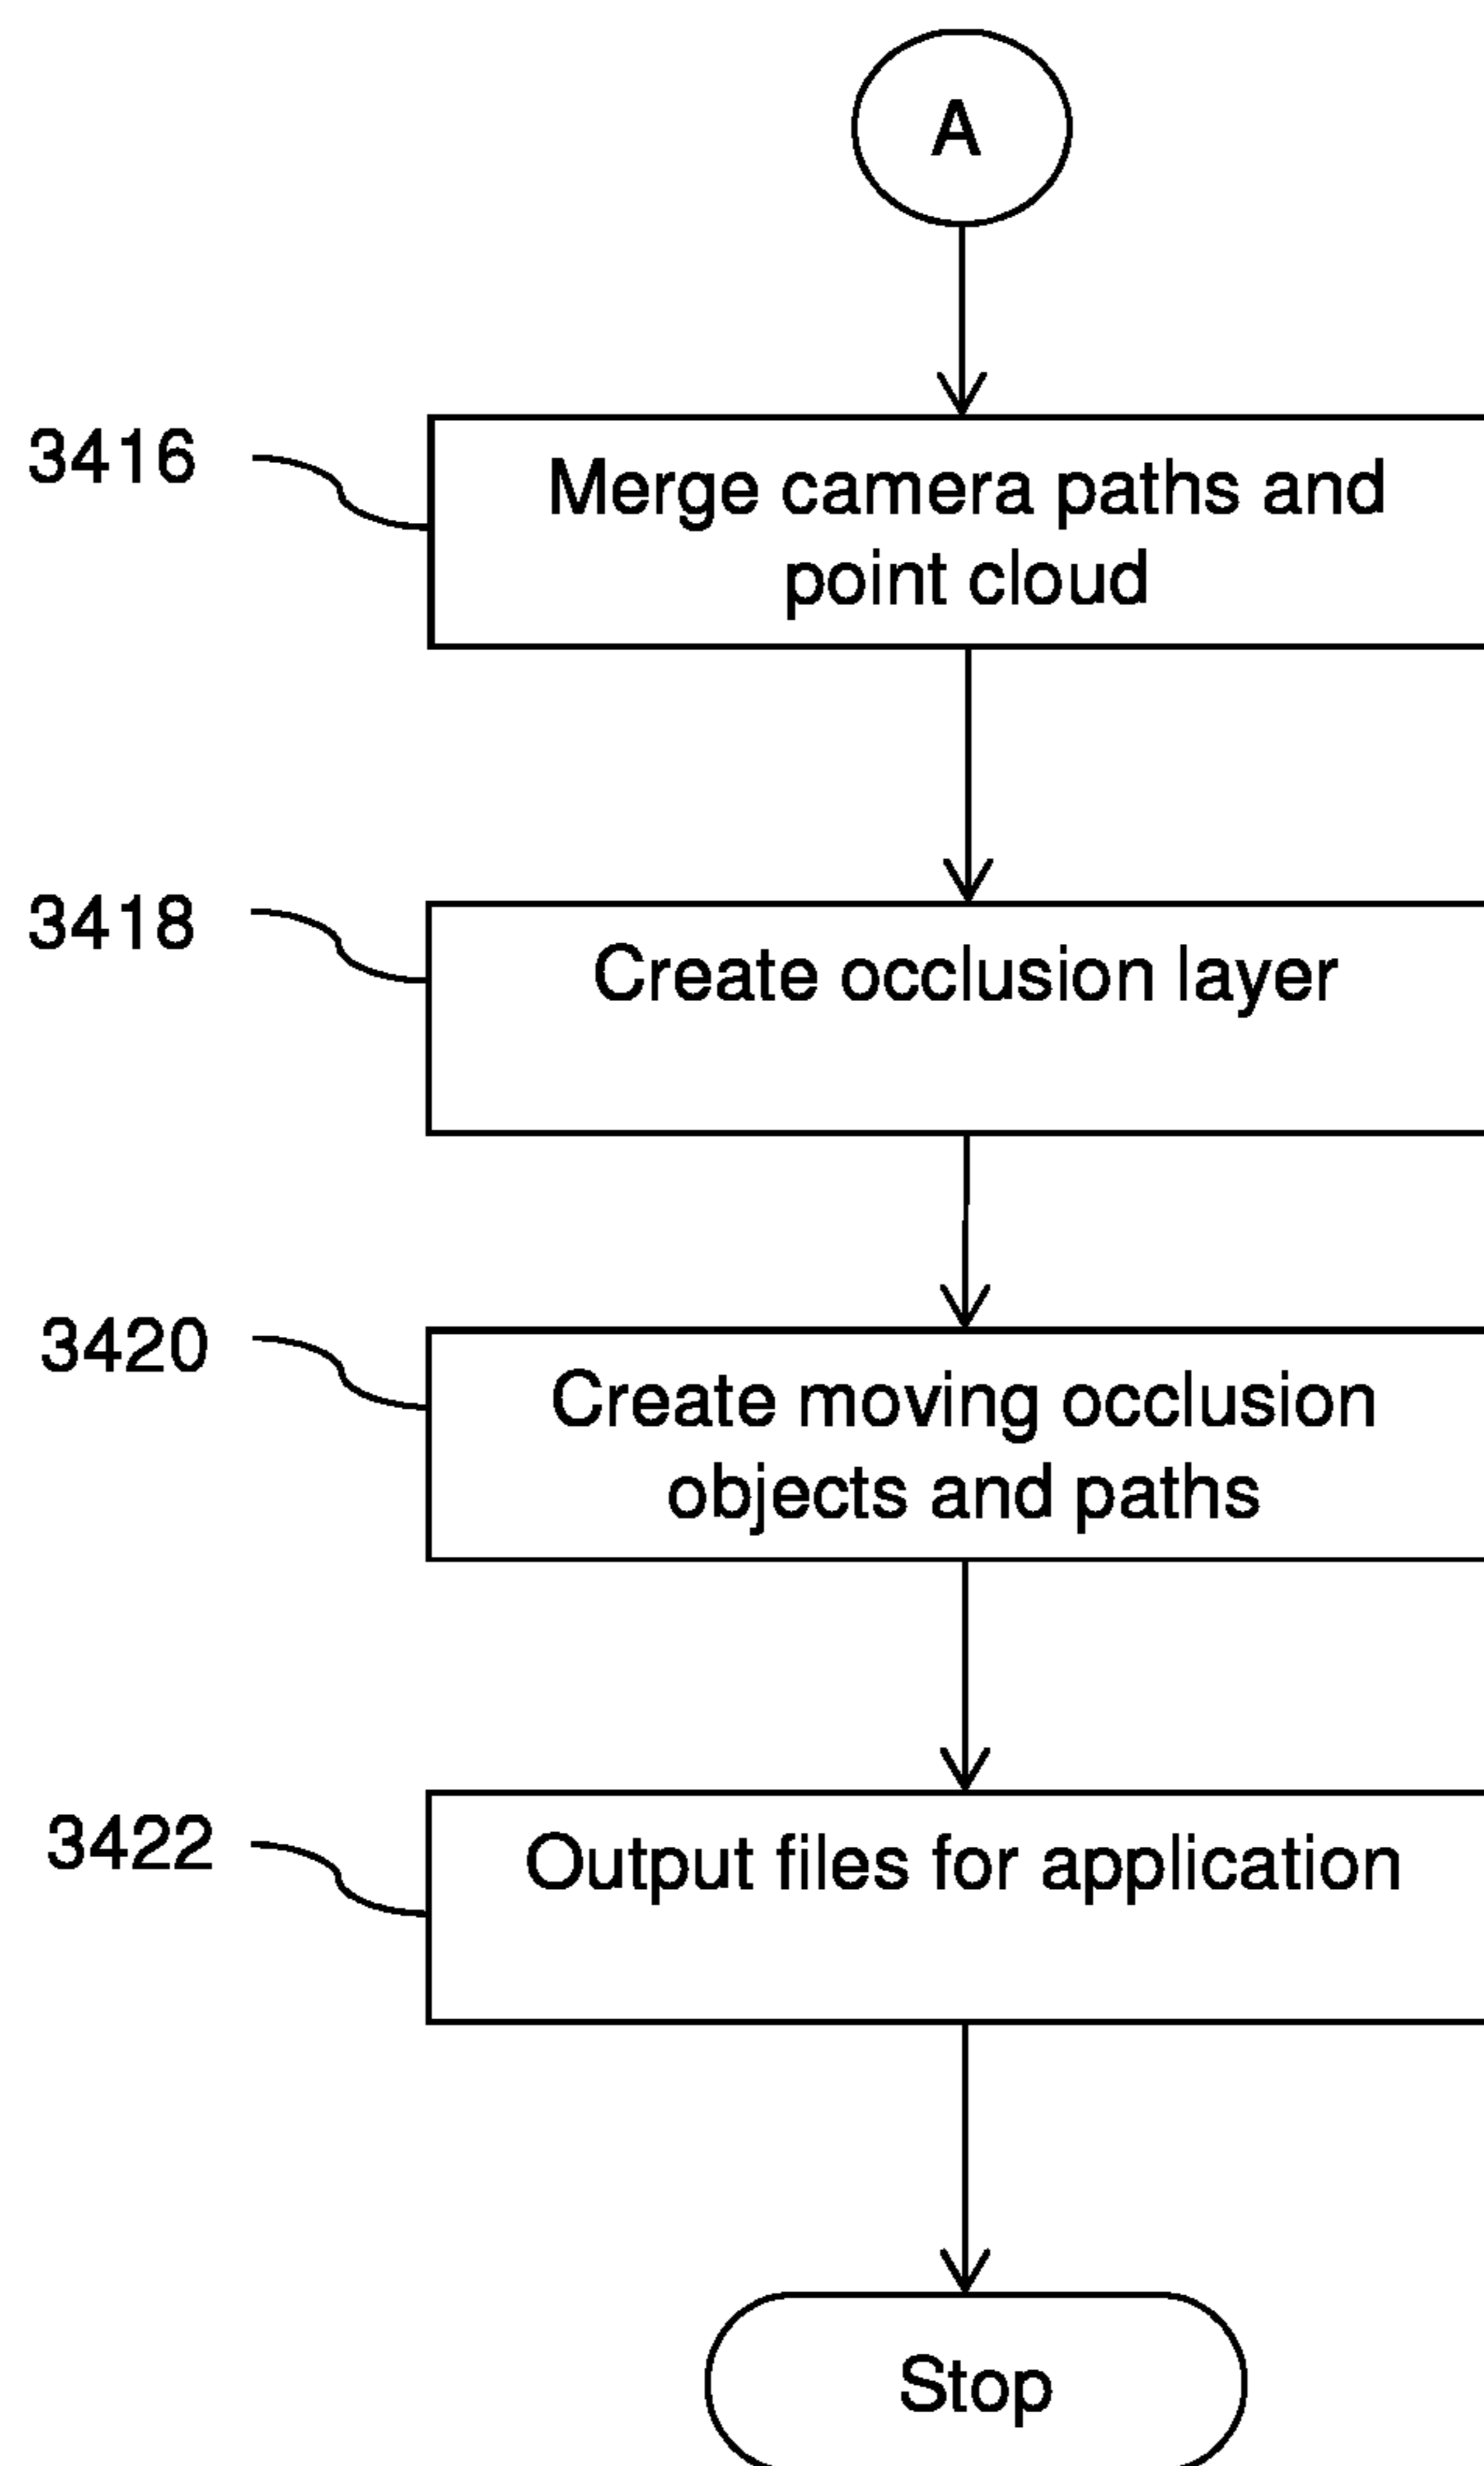 A
3416
Merge camera paths and
point cloud
3418
Create occlusion layer
3420
Create moving occlusion
objects and paths
3422
Output files for application
Stop